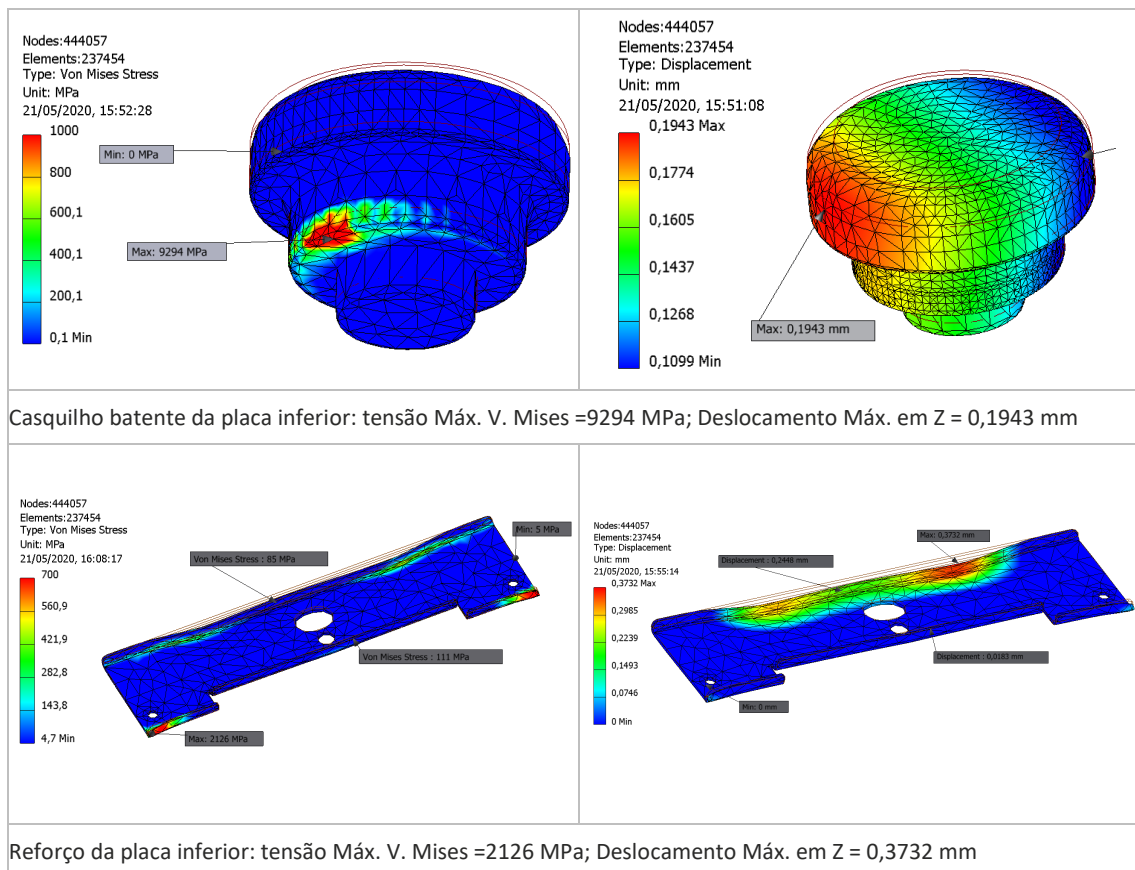 Nodes:444057
Elements:237454
Type: Von Mises Stress
Unit: MPa
21/05/2020, 15:52:28
1000
800
600,1
400,1
200,1
0,1 Min
Min: 0 MPa
Max: 9294 MPa
Nodes:444057
Elements:237454
Type: Displacement
Unit: mm
21/05/2020, 15:51:08
0,1943 Max
0,1774
0,1605
0,1437
0,1268
0,1099 Min
Max: 0,1943 mm
Casquilho batente da placa inferior: tensão Máx. V. Mises =9294 MPa; Deslocamento Máx. em Z = 0,1943 mm
Nodes:444057
Elements:237454
Type: Von Mises Stress
Unit: MPa
21/05/2020, 16:08:17
700
560,9
421,9
282,8
143,8
4,7 Min
Von Mises Stress : 85 MPa
Min: 5 MPa
Von Mises Stress : 111 MPa
Max: 2126 MPa
Nodes:444057
Elements:237454
Type: Displacement
Unit: mm
21/05/2020, 15:55:14
0,3732 Max
0,2985
0,2239
0,1493
0,0746
0 Min
Max: 0,3732 mm
Displacement : 0,2448 mm
Displacement : 0,0183 mm
Min: 0 mm
Reforço da placa inferior: tensão Máx. V. Mises =2126 MPa; Deslocamento Máx. em Z = 0,3732 mm